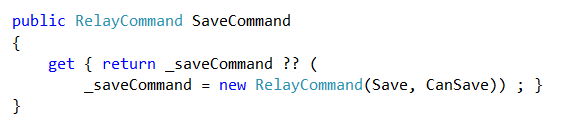 public RelayCommand SaveCommand
{
    get { return _saveCommand ?? (
        _saveCommand = new RelayCommand(Save, CanSave)) ; }
}